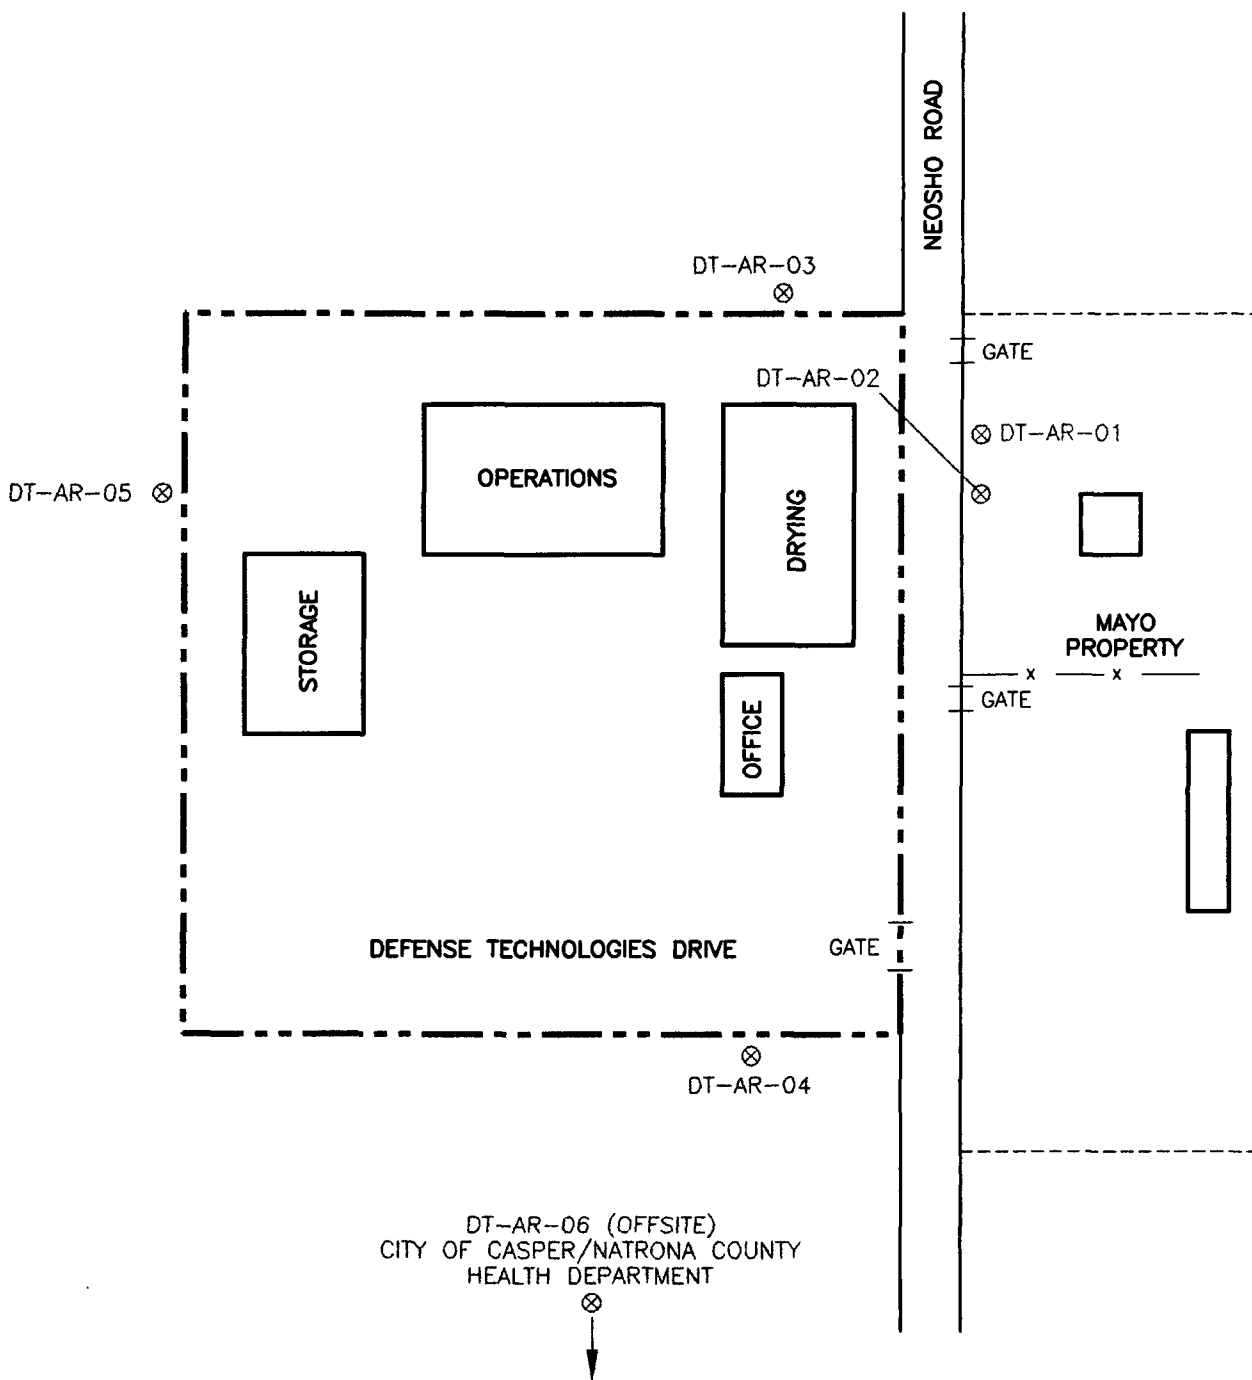 NEOSHO ROAD
DT-AR-03
GATE
DT-AR-02
DT-AR-01
OPERATIONS
DRYING
DT-AR-05
STORAGE
MAYO
PROPERTY
x x
GATE
OFFICE
DEFENSE TECHNOLOGIES DRIVE
GATE
DT-AR-04
DT-AR-06 (OFFSITE)
CITY OF CASPER/NATRONA COUNTY
HEALTH DEPARTMENT